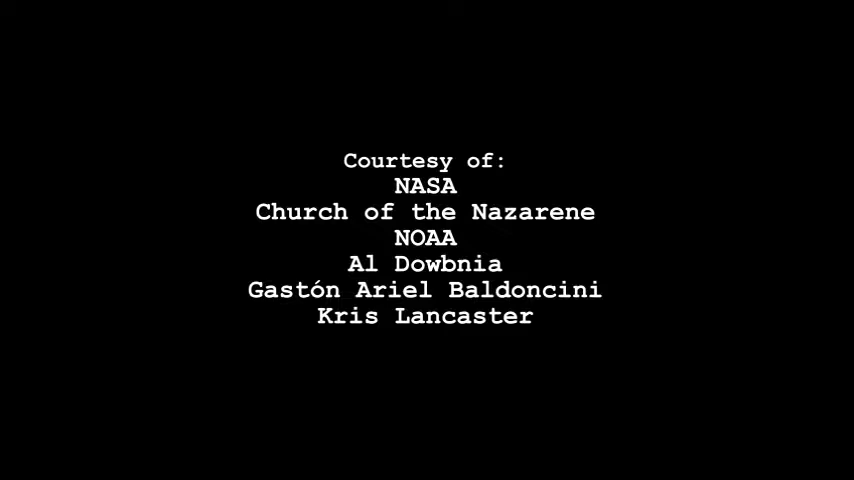 Courtesy of:
NASA
Church of the Nazarene
NOAA
Al Dowbnia
Gastón Ariel Baldoncini
Kris Lancaster